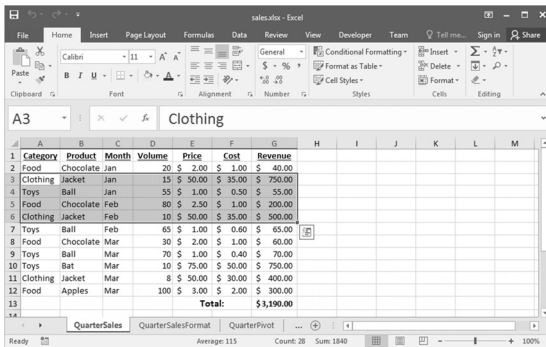 sales.xlsx - Excel
File Home Insert Page Layout Formulas Data Review View Developer Team Tell me... Sign in Share
Calibri 11 A A General Conditional Formatting Insert
Paste B I U A $ % , Format as Table Delete
Cell Styles Format
Clipboard Font Alignment Number Styles Cells Editing
A3 fx Clothing
A B C D E F G H I J K L M
1 Category Product Month Volume Price Cost Revenue
2 Food Chocolate Jan 20 $ 2.00 $ 1.00 $ 40.00
3 Clothing Jacket Jan 15 $ 50.00 $ 35.00 $ 750.00
4 Toys Ball Jan 55 $ 1.00 $ 0.50 $ 55.00
5 Food Chocolate Feb 80 $ 2.50 $ 1.00 $ 200.00
6 Clothing Jacket Feb 10 $ 50.00 $ 35.00 $ 500.00
7 Toys Ball Feb 65 $ 1.00 $ 0.60 $ 65.00
8 Food Chocolate Mar 30 $ 2.00 $ 1.00 $ 60.00
9 Toys Ball Mar 70 $ 1.00 $ 0.40 $ 70.00
10 Toys Bat Mar 10 $ 75.00 $ 50.00 $ 750.00
11 Clothing Jacket Mar 8 $ 50.00 $ 30.00 $ 400.00
12 Food Apples Mar 100 $ 3.00 $ 2.00 $ 300.00
13 Total: $ 3,190.00
QuarterSales QuarterSalesFormat QuarterPivot ...
Ready Average: 115 Count: 28 Sum: 1840 100%